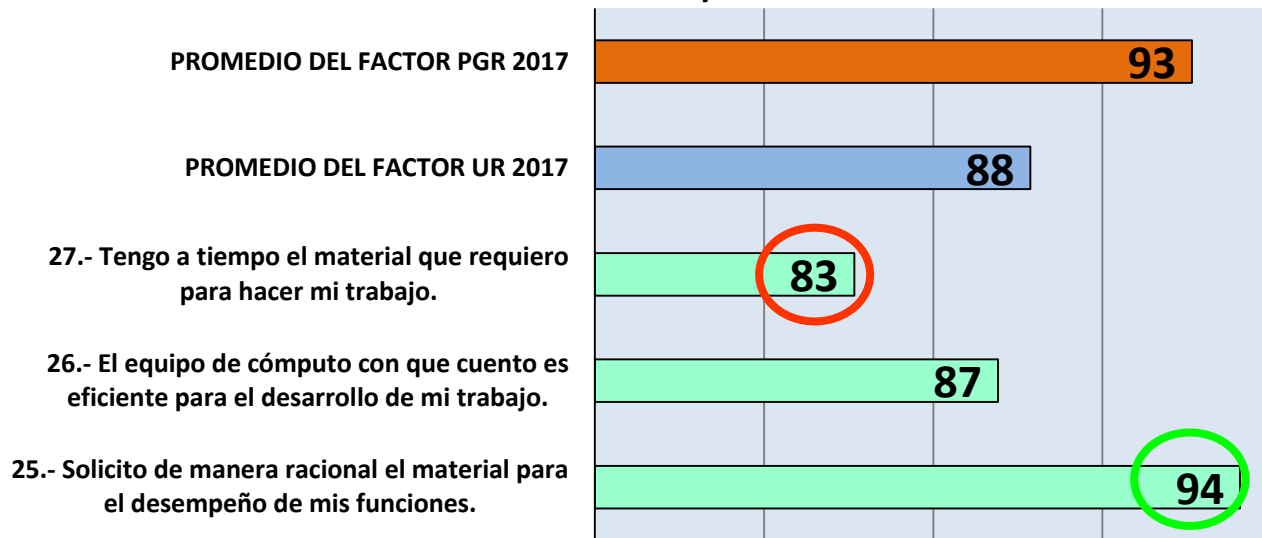 PROMEDIO DEL FACTOR PGR 2017
93
PROMEDIO DEL FACTOR UR 2017
88
27.- Tengo a tiempo el material que requiero
para hacer mi trabajo.
83
26.- El equipo de cómputo con que cuento es
eficiente para el desarrollo de mi trabajo.
87
25.- Solicito de manera racional el material para
el desempeño de mis funciones.
94